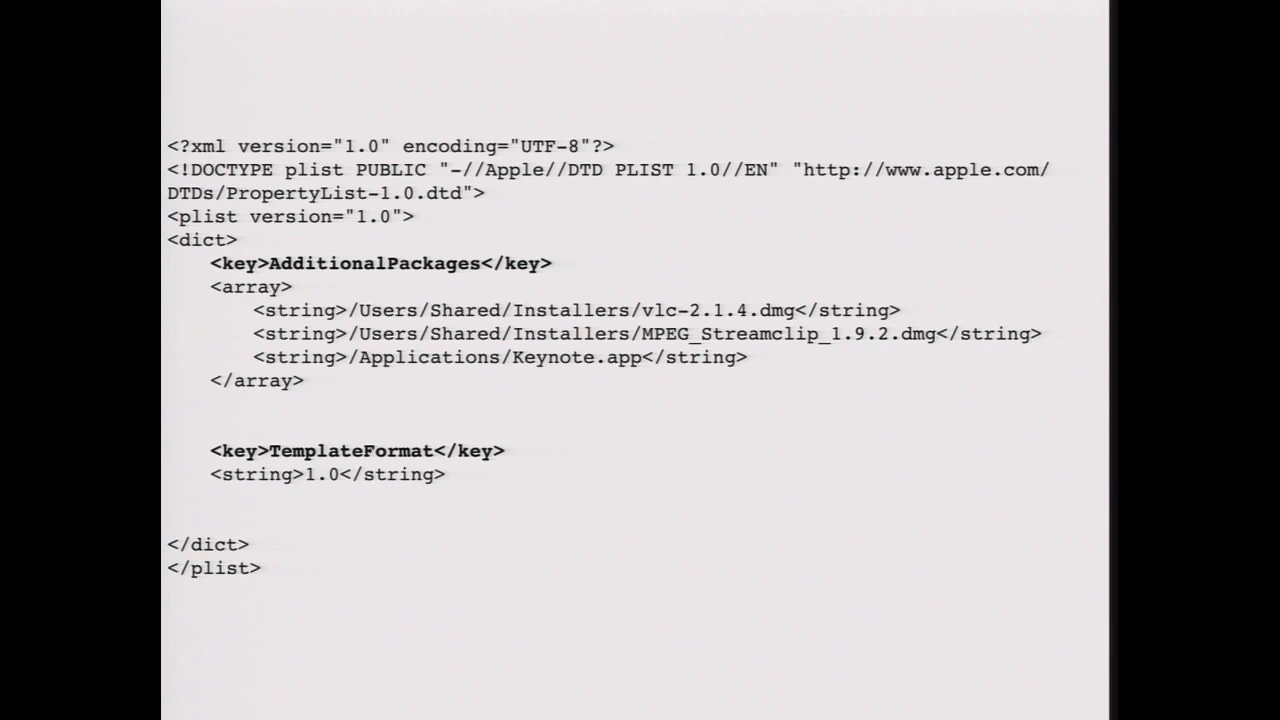 <?xml version="1.0" encoding="UTF-8"?>
<!DOCTYPE plist PUBLIC "-//Apple//DTD PLIST 1.0//EN" "http://www.apple.com/
DTDs/PropertyList-1.0.dtd">
<plist version="1.0">
<dict>
<key>AdditionalPackages</key>
<array>
<string>/Users/Shared/Installers/vlc-2.1.4.dmg</string>
<string>/Users/Shared/Installers/MPEG_Streamclip_1.9.2.dmg</string>
<string>/Applications/Keynote.app</string>
</array>
<key>TemplateFormat</key>
<string>1.0</string>
</dict>
</plist>